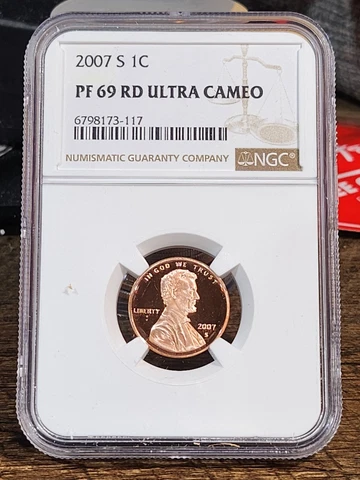 2007 S 1C
PF 69 RD ULTRA CAMEO
6798173-117
NUMISMATIC GUARANTY COMPANY
NGC
IN GOD WE TRUST
LIBERTY
2007
S